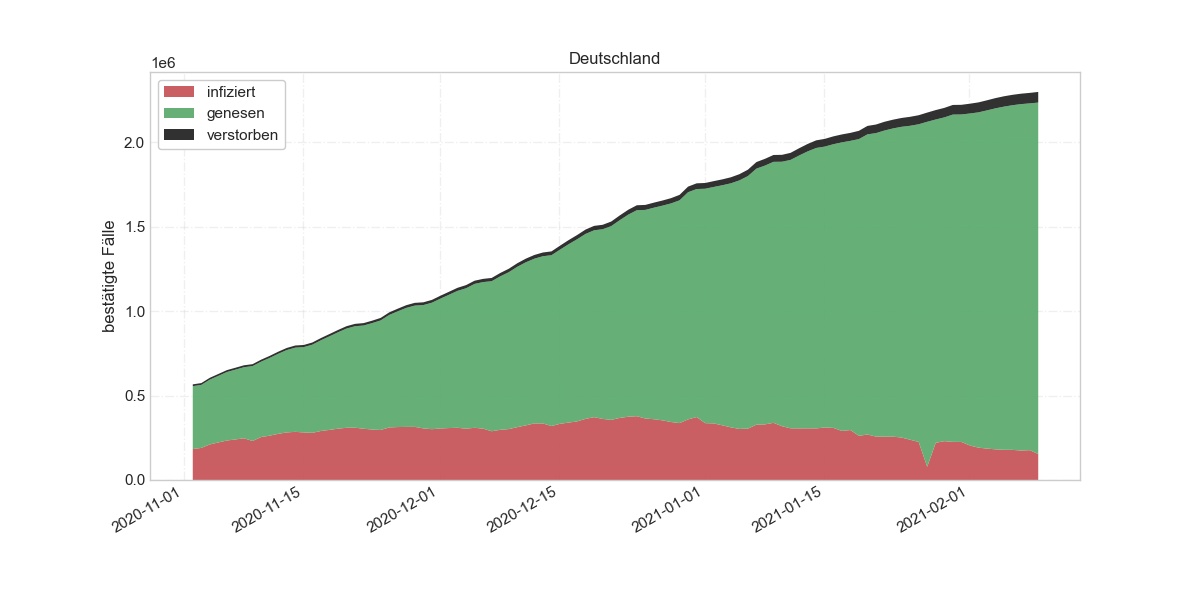 Deutschland
1e6
infiziert
genesen
verstorben
bestätigte Fälle
2.0
1.5
1.0
0.5
0.0
2020-11-01
2020-11-15
2020-12-01
2020-12-15
2021-01-01
2021-01-15
2021-02-01